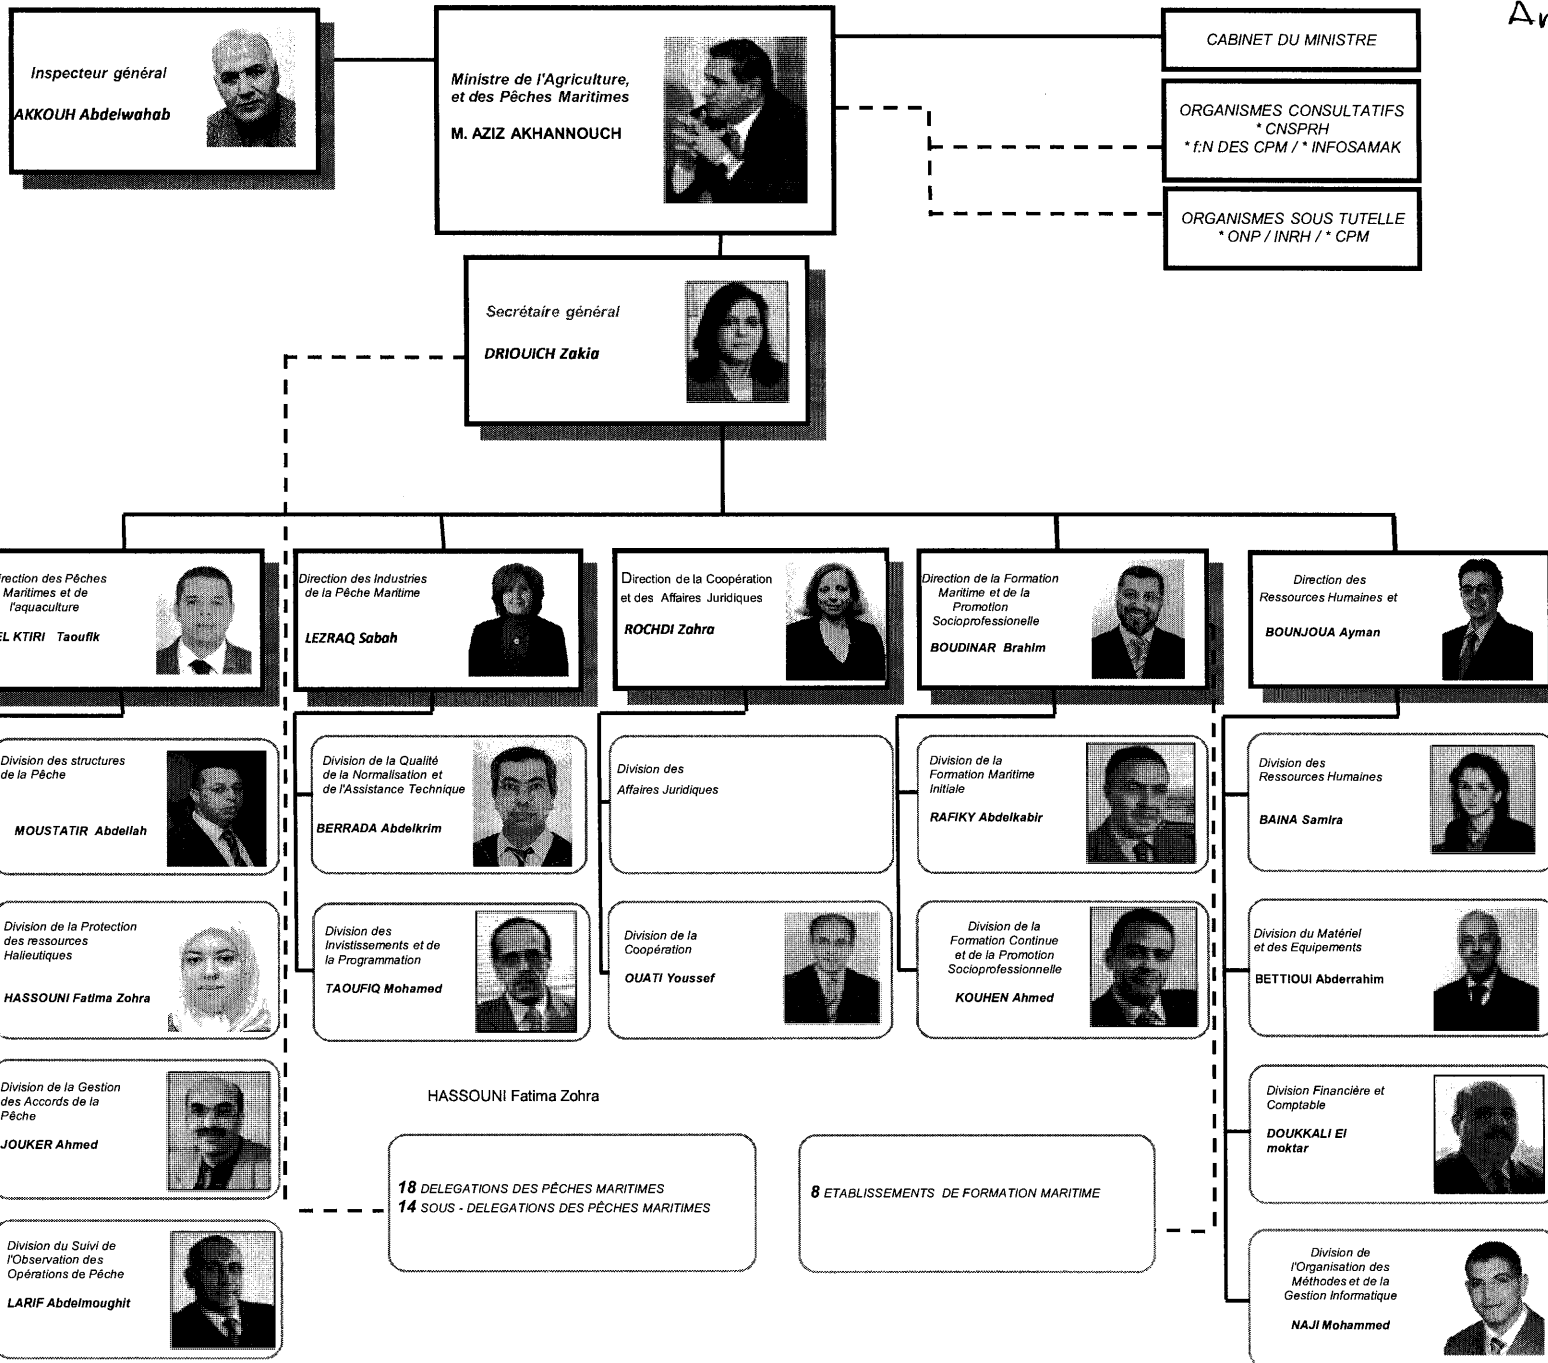 Inspecteur général
AKKOUH Abdelwahab
Ministre de l'Agriculture,
et des Pêches Maritimes
M. AZIZ AKHANNOUCH
CABINET DU MINISTRE
ORGANISMES CONSULTATIFS
* CNSPRH
* f:N DES CPM / * INFOSAMAK
ORGANISMES SOUS TUTELLE
* ONP / INRH / * CPM
Secrétaire général
DRIOUICH Zakia
irection des Pêches
Maritimes et de
l'aquaculture
EL KTIRI Taoufik
Direction des Industries
de la Pêche Maritime
LEZRAQ Sabah
Direction de la Coopération
et des Affaires Juridiques
ROCHDI Zohra
Direction de la Formation
Maritime et de la
Promotion
Socioprofesionelle
BOUDINAR Brahim
Direction des
Ressources Humaines et
BOUNJOUA Ayman
Division des structures
de la Pêche
MOUSTATIR Abdellah
Division de la Qualité
de la Normalisation et
de l'Assistance Technique
BERRADA Abdelkrim
Division des
Affaires Juridiques
Division de la
Formation Maritime
Initiale
RAFIKY Abdelkabir
Division des
Ressources Humaines
BAINA Samira
Division de la Protection
des ressources
Halieutiques
HASSOUNI Fatima Zohra
Division des
Invistissements et de
la Programmation
TAOUFIQ Mohamed
Division de la
Coopération
OUATI Youssef
Division de la
Formation Continue
et de la Promotion
Socioprofessionnelle
KOUHEN Ahmed
Division du Matériel
et des Equipements
BETTIOUI Abderrahim
Division de la Gestion
des Accords de la
Pêche
JOUKER Ahmed
HASSOUNI Fatima Zohra
Division Financière et
Comptable
DOUKKALI El
moktar
18 DELEGATIONS DES PÊCHES MARITIMES
14 SOUS - DELEGATIONS DES PÊCHES MARITIMES
8 ETABLISSEMENTS DE FORMATION MARITIME
Division du Suivi de
l'Observation des
Opérations de Pêche
LARIF Abdelmoughit
Division de
l'Organisation des
Méthodes et de la
Gestion Informatique
NAJI Mohammed